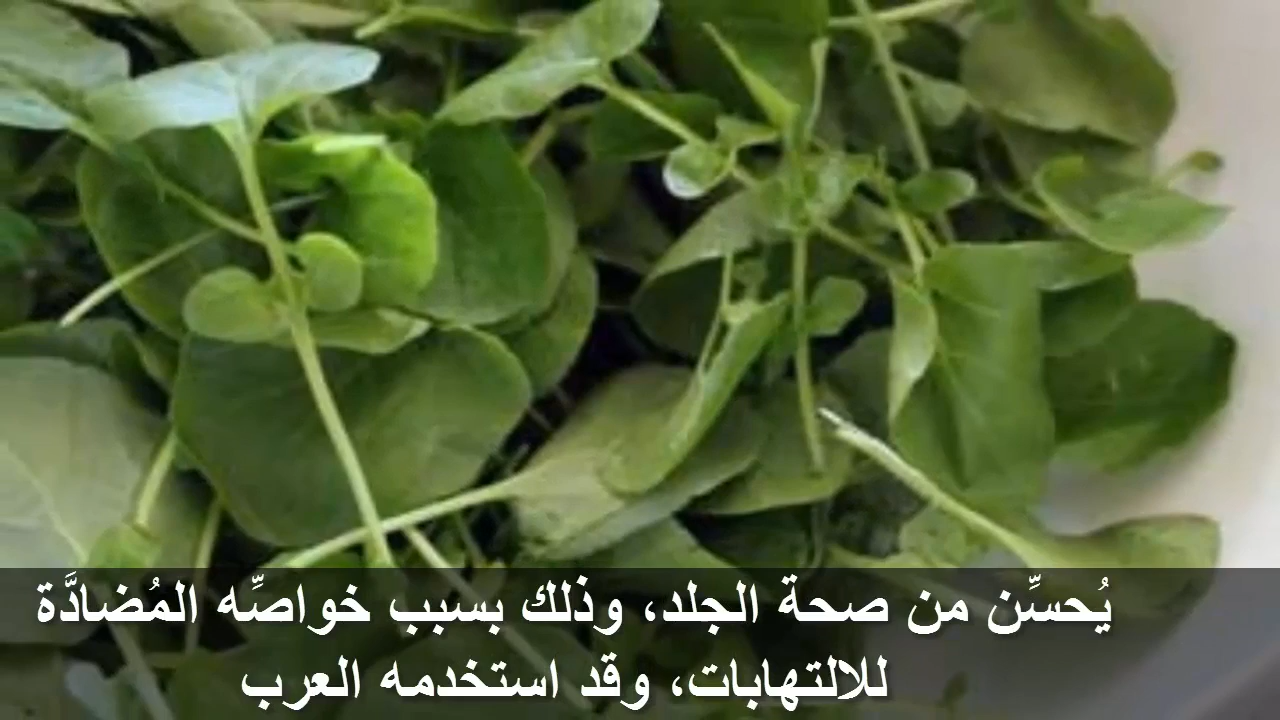 يُحسِّن من صحة الجلد، وذلك بسبب خواصِّه المُضادَّة
للالتهابات، وقد استخدمه العرب